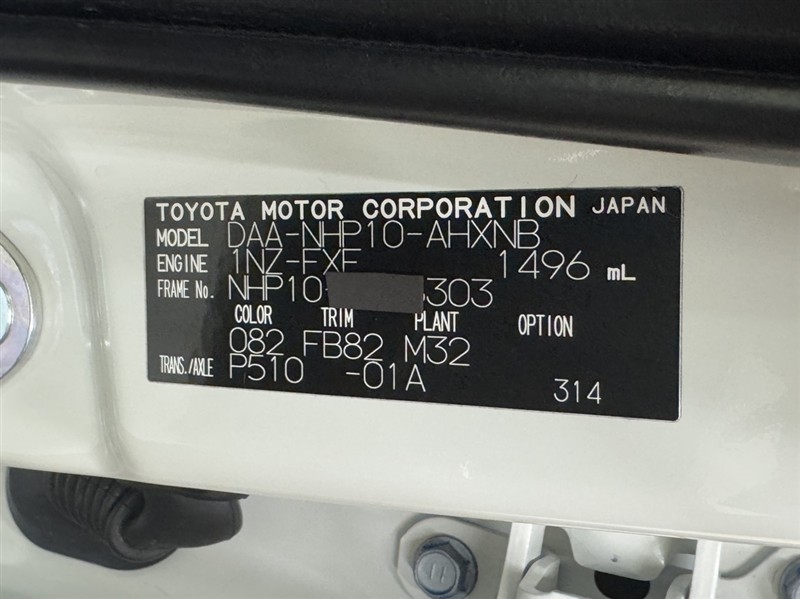 TOYOTA MOTOR CORPORATION JAPAN
MODEL DAA-NHP10-AHXNB
ENGINE 1NZ-FXE 1496 mL
FRAME No. NHP10- 303
COLOR TRIM PLANT OPTION
082 FB82 M32
TRANS./AXLE P510 -01A
314